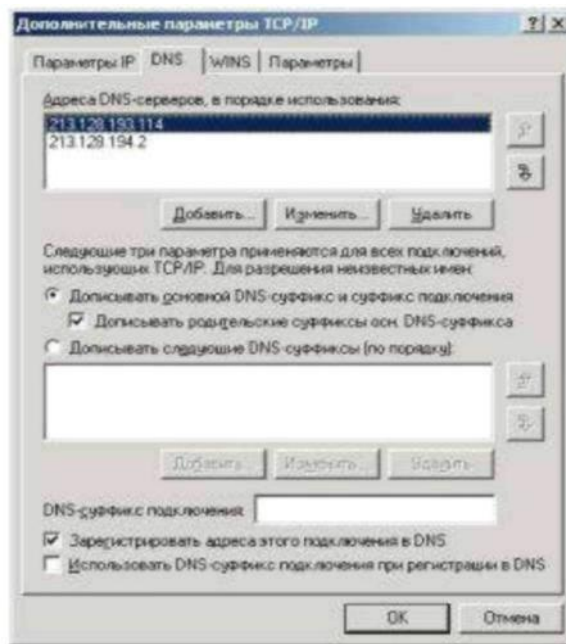 Дополнительные параметры TCP/IP
Параметры IP
DNS
WINS
Параметры
Адреса DNS-серверов, в порядке использования:
213.128.193.114
213.128.194.2
Добавить...
Изменить...
Удалить
Следующие три параметра применяются для всех подключений,
использующих TCP/IP. Для разрешения неизвестных имен:
Дописывать основной DNS-суффикс и суффикс подключения
Дописывать родительские суффиксы осн. DNS-суффикса
Дописывать следующие DNS-суффиксы (по порядку):
Добавить...
Изменить...
Удалить
DNS-суффикс подключения:
Зарегистрировать адреса этого подключения в DNS
Использовать DNS-суффикс подключения при регистрации в DNS
OK
Отмена